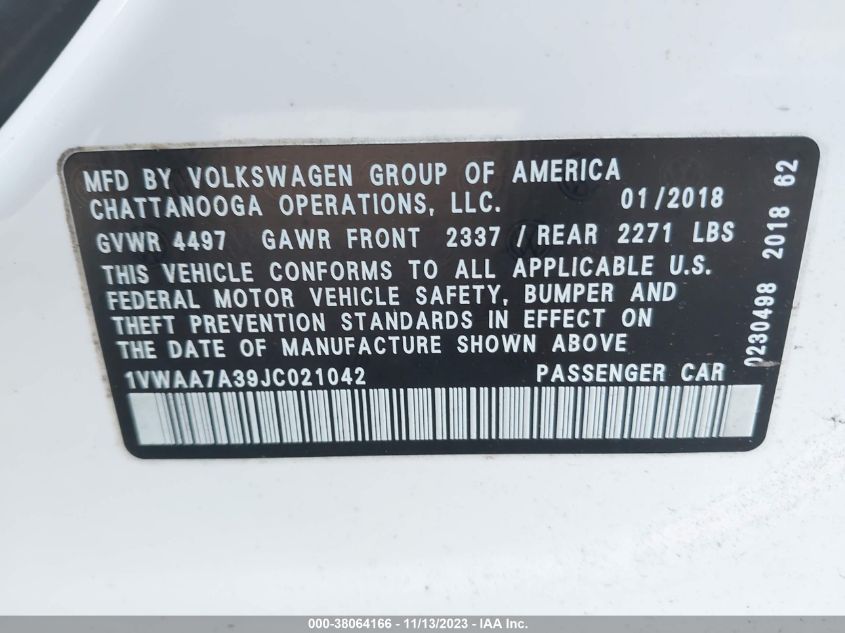 MFD BY VOLKSWAGEN GROUP OF AMERICA
CHATTANOOGA OPERATIONS, LLC. 01/2018
GVWR 4497 GAWR FRONT 2337 / REAR 2271 LBS
THIS VEHICLE CONFORMS TO ALL APPLICABLE U.S.
FEDERAL MOTOR VEHICLE SAFETY, BUMPER AND
THEFT PREVENTION STANDARDS IN EFFECT ON
THE DATE OF MANUFACTURE SHOWN ABOVE
1VWAA7A39JC021042 PASSENGER CAR
0230498 2018 62
000-38064166 - 11/13/2023 - IAA Inc.